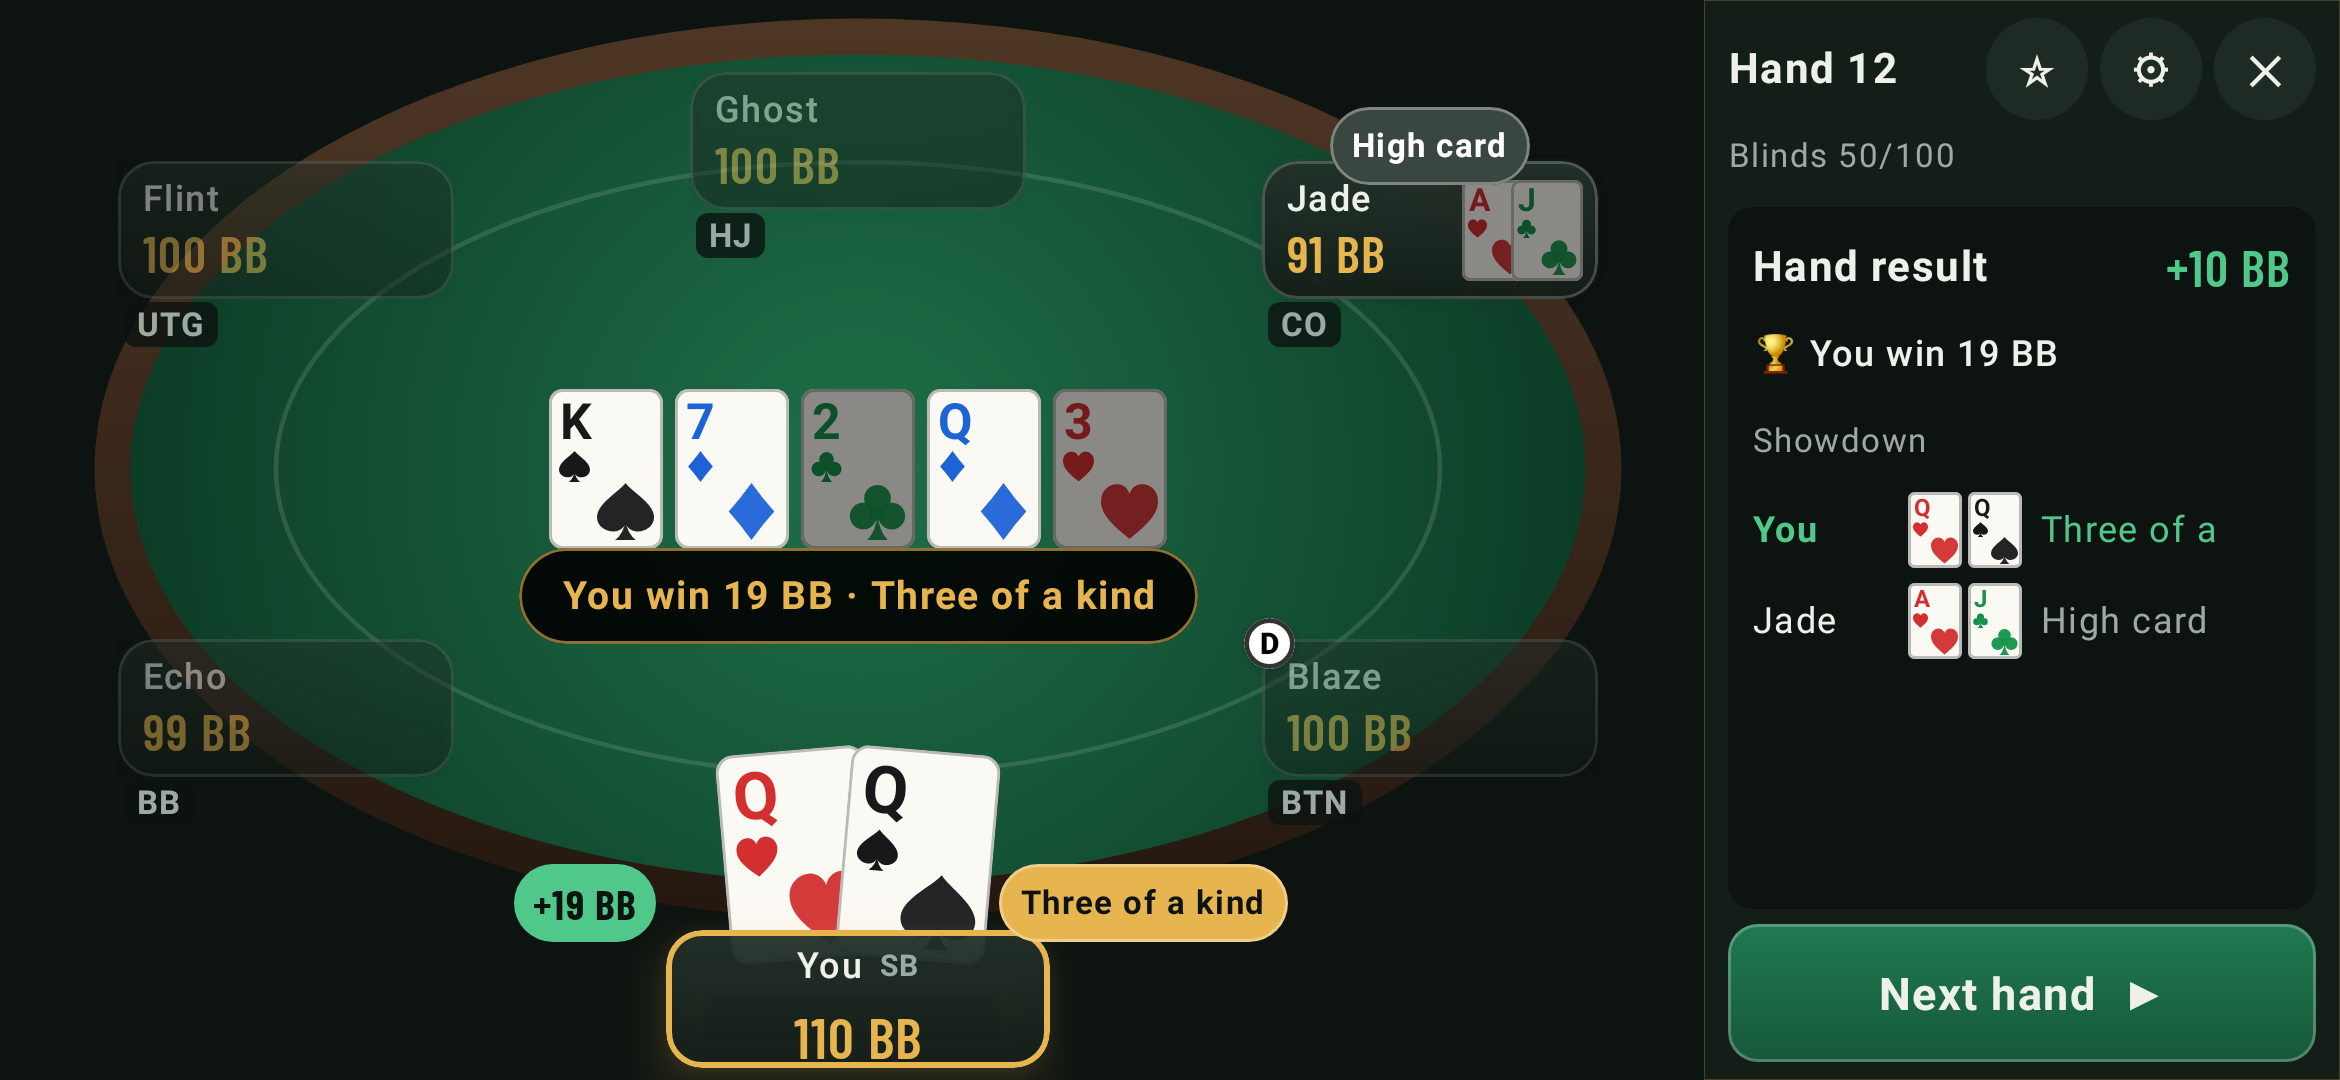 Ghost
100 BB
HJ
Flint
100 BB
UTG
High card
Jade
91 BB
A J
CO
K 7 2 Q 3
You win 19 BB · Three of a kind
Echo
99 BB
BB
D
Blaze
100 BB
BTN
Q Q
+19 BB
Three of a kind
You SB
110 BB
Hand 12
Blinds 50/100
Hand result +10 BB
You win 19 BB
Showdown
You Q Q Three of a
Jade A J High card
Next hand